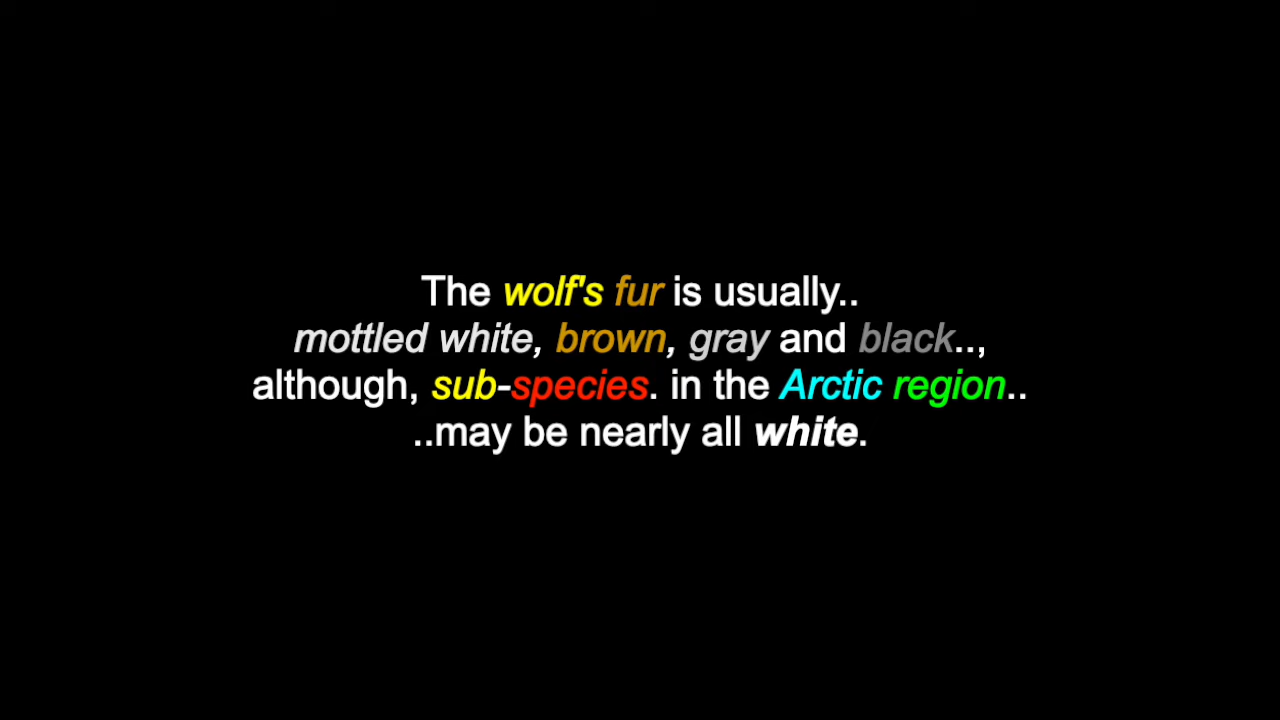 The wolf's fur is usually..
mottled white, brown, gray and black..,
although, sub-species. in the Arctic region..
..may be nearly all white.